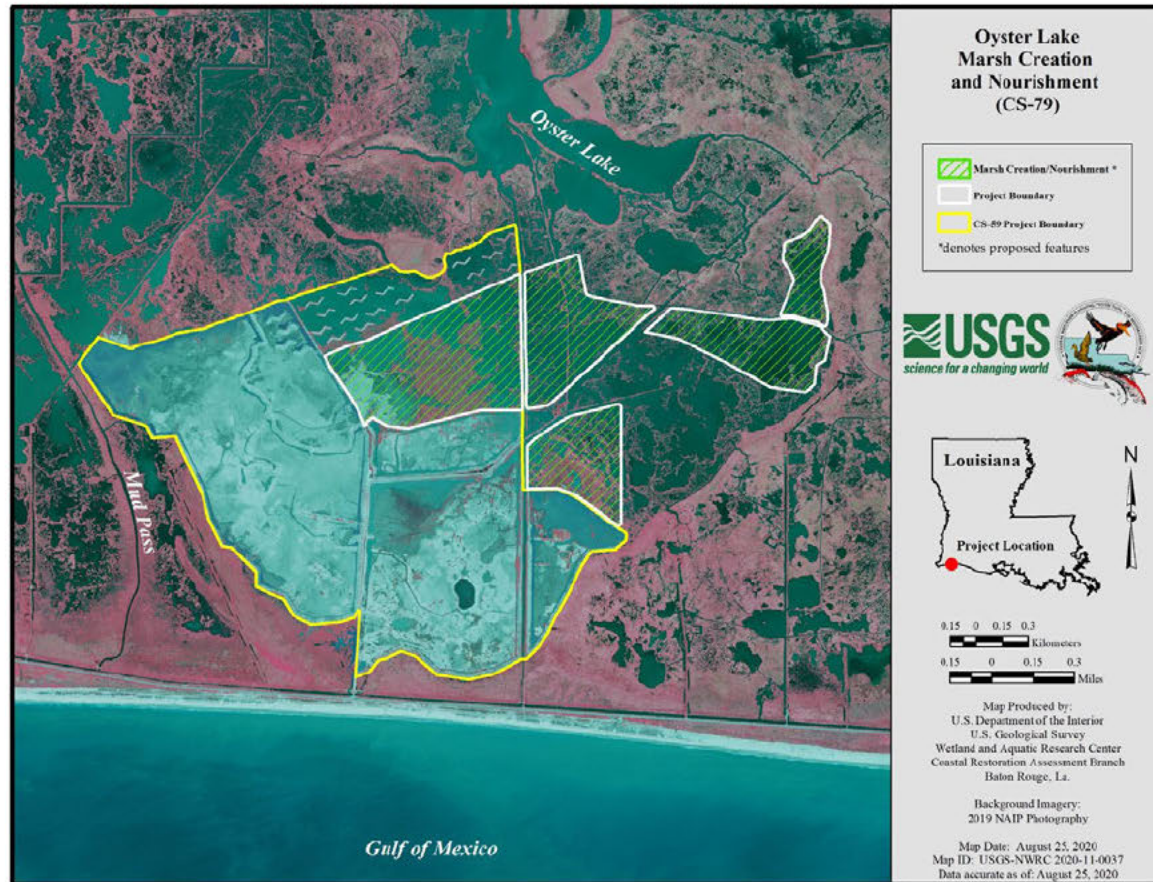 Oyster Lake
Marsh Creation
and Nourishment
(CS-79)
Marsh Creation/Nourishment *
Project Boundary
CS-59 Project Boundary
*denotes proposed features
USGS
science for a changing world
Louisiana
N
Project Location
0.15 0 0.15 0.3
Kilometers
0.15 0 0.15 0.3
Miles
Map Produced by:
U.S. Department of the Interior
U.S. Geological Survey
Wetland and Aquatic Research Center
Coastal Restoration Assessment Branch
Baton Rouge, La.
Background Imagery:
2019 NAIP Photography
Map Date: August 25, 2020
Map ID: USGS-NWRC 2020-11-0037
Data accurate as of: August 25, 2020
Oyster Lake
Mud Pass
Gulf of Mexico